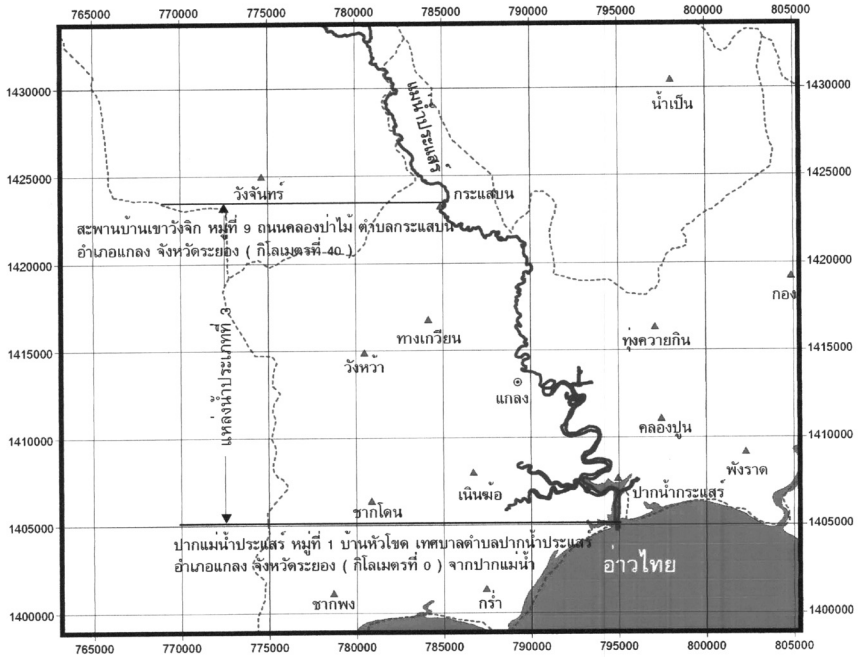 765000 770000 775000 780000 785000 790000 795000 800000 805000
1430000 1430000
น้ำเป็น
แม่น้ำประแสร์
1425000 1425000
วังจันทร์ กระแสบน
สะพานบ้านเขาวังจิก หมู่ที่ 9 ถนนคลองป่าไม้ ตำบลกระแสบน
อำเภอแกลง จังหวัดระยอง ( กิโลเมตรที่ 40 )
1420000 1420000
กอง
แหล่งน้ำประเภทที่ 3
ทางเกวียน ทุ่งควายกิน
1415000 1415000
วังหว้า
แกลง
คลองปูน
1410000 1410000
พังราด
เนินฆ้อ
ปากน้ำกระแสร์
ชากโดน
1405000 1405000
ปากแม่น้ำประแสร์ หมู่ที่ 1 บ้านหัวโขด เทศบาลตำบลปากน้ำประแสร์
อำเภอแกลง จังหวัดระยอง ( กิโลเมตรที่ 0 ) จากปากแม่น้ำ
อ่าวไทย
ชากพง กร่ำ
1400000 1400000
765000 770000 775000 780000 785000 790000 795000 800000 805000